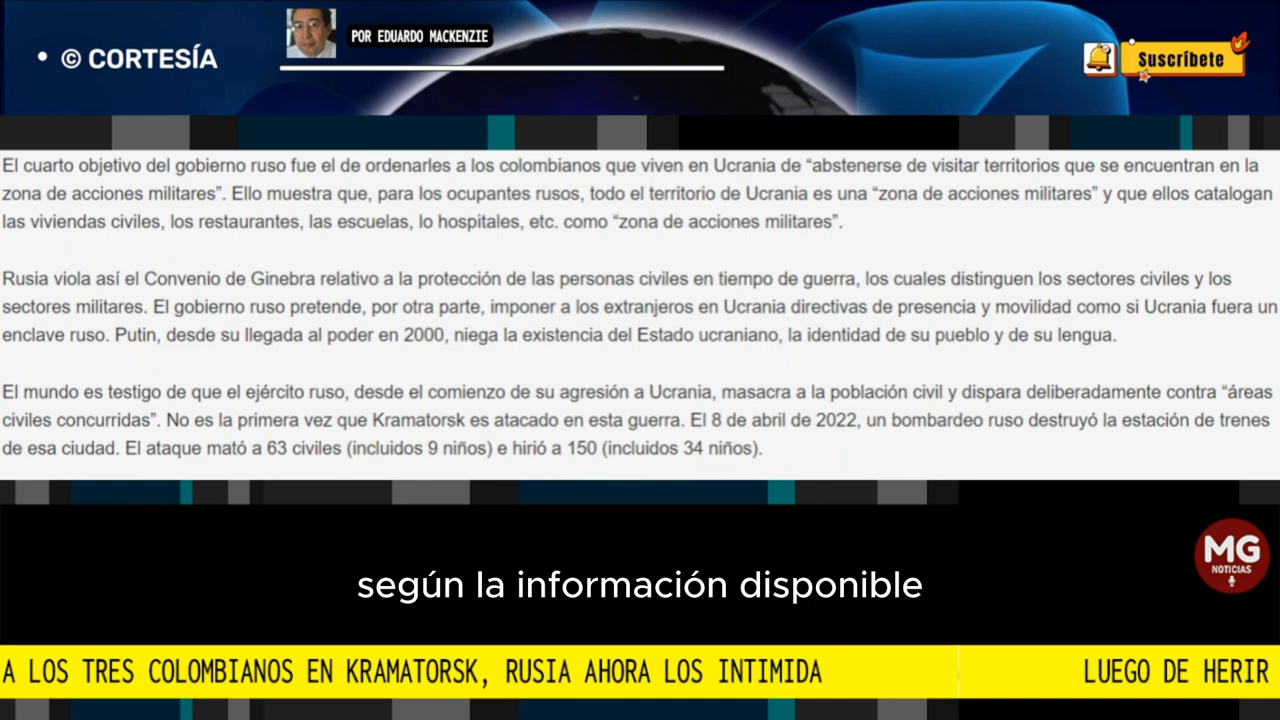 • © CORTESÍA
POR EDUARDO MACKENZIE
Suscríbete
El cuarto objetivo del gobierno ruso fue el de ordenarles a los colombianos que viven en Ucrania de “abstenerse de visitar territorios que se encuentran en la
zona de acciones militares”. Ello muestra que, para los ocupantes rusos, todo el territorio de Ucrania es una “zona de acciones militares” y que ellos catalogan
las viviendas civiles, los restaurantes, las escuelas, lo hospitales, etc. como “zona de acciones militares”.
Rusia viola así el Convenio de Ginebra relativo a la protección de las personas civiles en tiempo de guerra, los cuales distinguen los sectores civiles y los
sectores militares. El gobierno ruso pretende, por otra parte, imponer a los extranjeros en Ucrania directivas de presencia y movilidad como si Ucrania fuera un
enclave ruso. Putin, desde su llegada al poder en 2000, niega la existencia del Estado ucraniano, la identidad de su pueblo y de su lengua.
El mundo es testigo de que el ejército ruso, desde el comienzo de su agresión a Ucrania, masacra a la población civil y dispara deliberadamente contra “áreas
civiles concurridas”. No es la primera vez que Kramatorsk es atacado en esta guerra. El 8 de abril de 2022, un bombardeo ruso destruyó la estación de trenes
de esa ciudad. El ataque mató a 63 civiles (incluidos 9 niños) e hirió a 150 (incluidos 34 niños).
MG
NOTICIAS
según la información disponible
A LOS TRES COLOMBIANOS EN KRAMATORSK, RUSIA AHORA LOS INTIMIDA
LUEGO DE HERIR